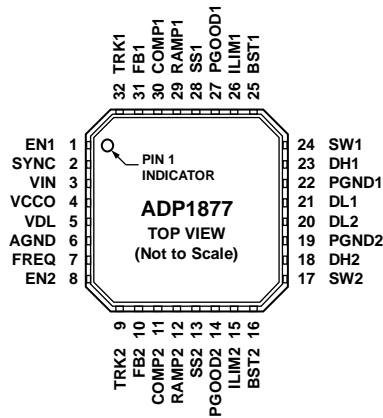 32 TRK1
31 FB1
30 COMP1
29 RAMP1
28 SS1
27 PGOOD1
26 ILIM1
25 BST1
EN1 1
SYNC 2
VIN 3
VCCO 4
VDL 5
AGND 6
FREQ 7
EN2 8
PIN 1
INDICATOR
ADP1877
TOP VIEW
(Not to Scale)
24 SW1
23 DH1
22 PGND1
21 DL1
20 DL2
19 PGND2
18 DH2
17 SW2
TRK2 9
FB2 10
COMP2 11
RAMP2 12
SS2 13
PGOOD2 14
ILIM2 15
BST2 16